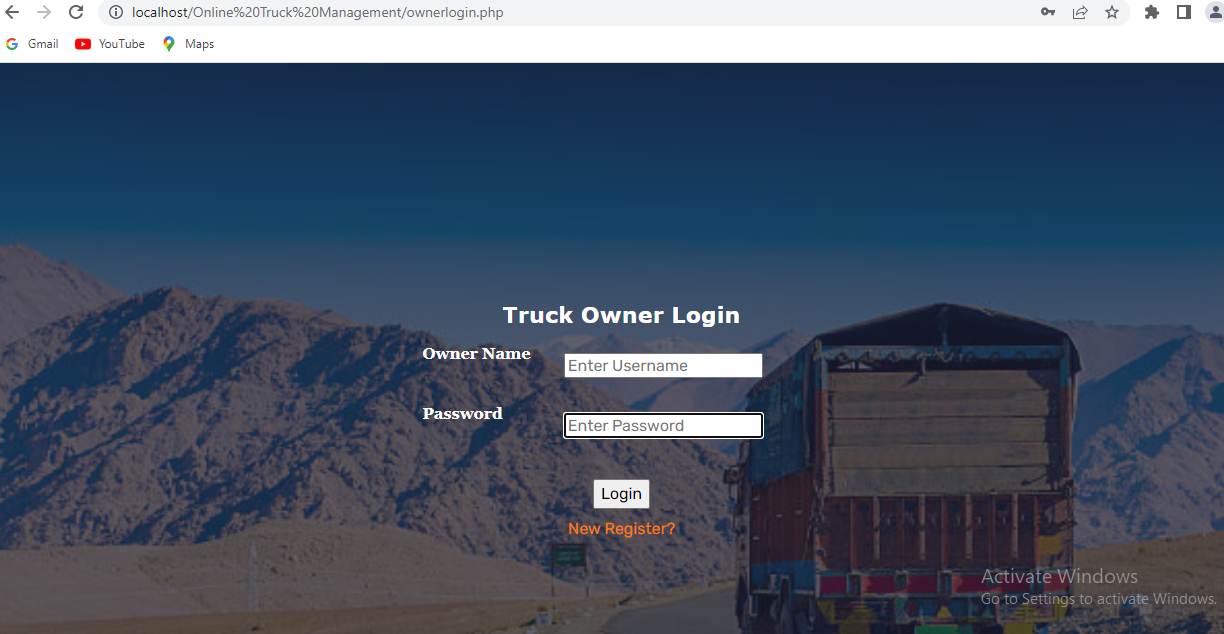 localhost/Online%20Truck%20Management/ownerlogin.php
Gmail YouTube Maps
Truck Owner Login
Owner Name Enter Username
Password Enter Password
Login
New Register?
Activate Windows
Go to Settings to activate Windows.